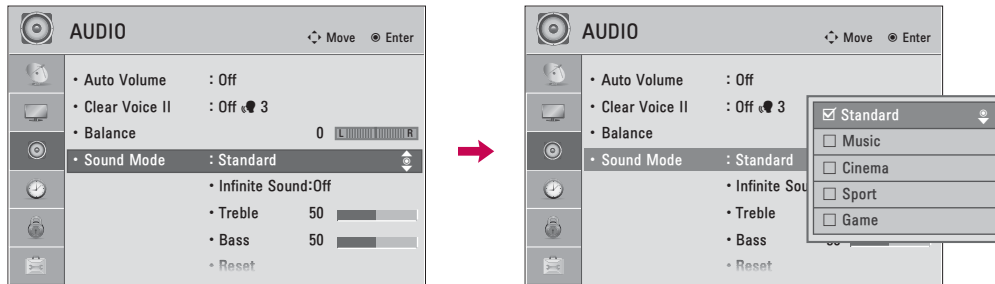 AUDIO
Move Enter
• Auto Volume : Off
• Clear Voice II : Off 3
• Balance 0 L R
• Sound Mode : Standard
• Infinite Sound:Off
• Treble 50
• Bass 50
• Reset
AUDIO
Move Enter
• Auto Volume : Off
• Clear Voice II : Off 3
• Balance
• Sound Mode : Standard
• Infinite Sou
• Treble
• Bass
• Reset
Standard
Music
Cinema
Sport
Game